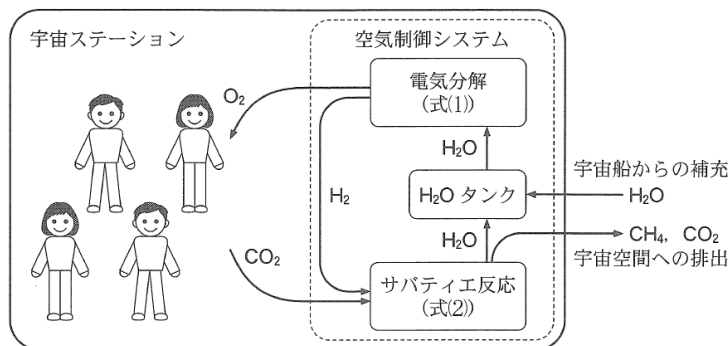 宇宙ステーション
空気制御システム
電気分解
(式(1))
O₂
H₂O
宇宙船からの補充
H₂
H₂O タンク
H₂O
H₂O
CH₄, CO₂
宇宙空間への排出
CO₂
サバティエ反応
(式(2))